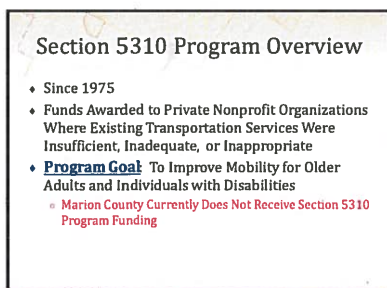 Section 5310 Program Overview
Since 1975
Funds Awarded to Private Nonprofit Organizations
Where Existing Transportation Services Were
Insufficient, Inadequate, or Inappropriate
Program Goal: To Improve Mobility for Older
Adults and Individuals with Disabilities
Marion County Currently Does Not Receive Section 5310
Program Funding